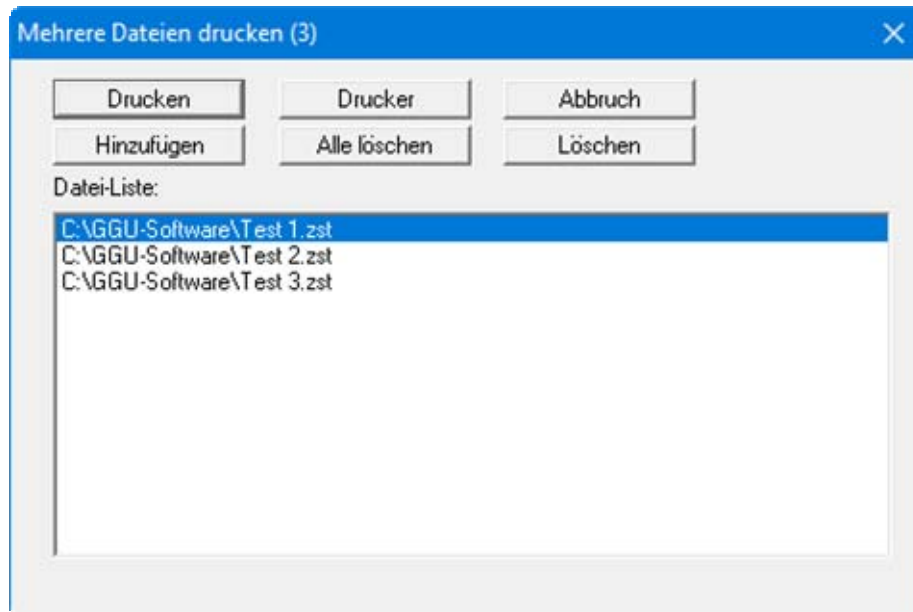 Mehrere Dateien drucken (3)
Drucken Drucker Abbruch
Hinzufügen Alle löschen Löschen
Datei-Liste:
C:\GGU-Software\Test 1.zst
C:\GGU-Software\Test 2.zst
C:\GGU-Software\Test 3.zst